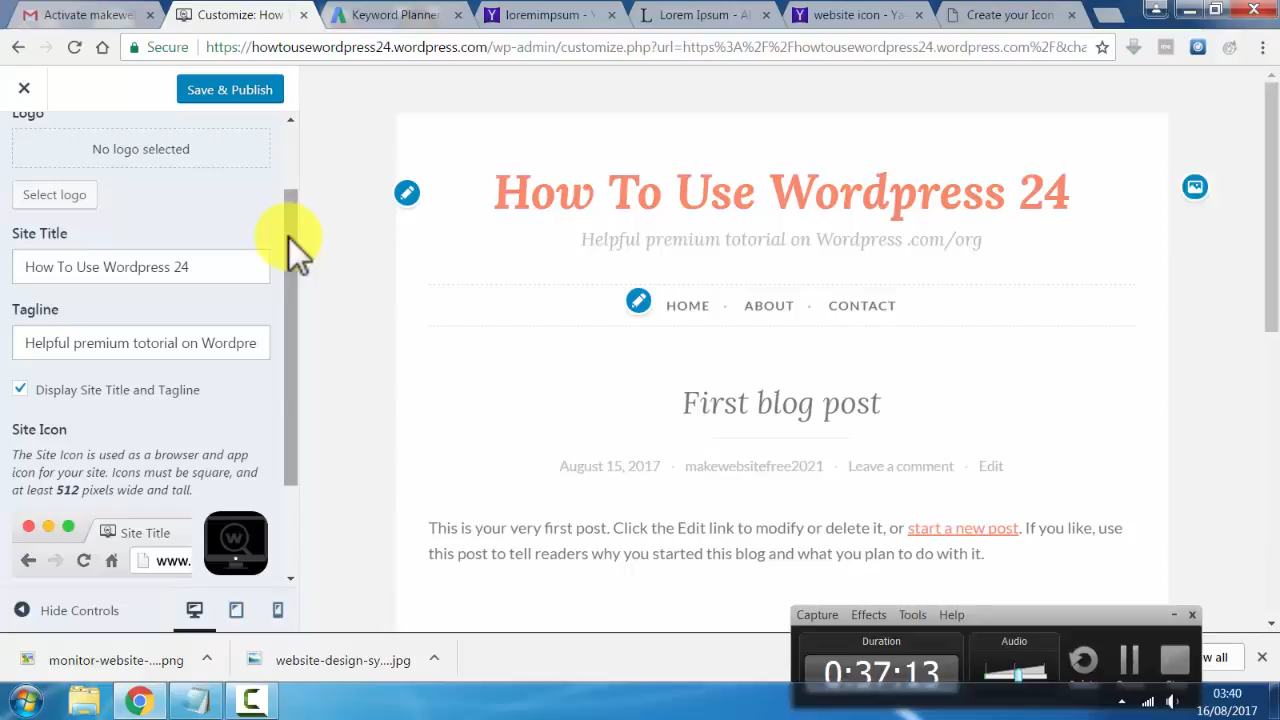 Activate makewe
Customize: How T
Keyword Planner
loremipsum - Y
Lorem Ipsum - Al
website icon - Ya
Create your Icon
Secure
https://howtousewordpress24.wordpress.com/wp-admin/customize.php?url=https%3A%2F%2Fhowtousewordpress24.wordpress.com%2F&cha
Save & Publish
Logo
No logo selected
Select logo
Site Title
How To Use Wordpress 24
Tagline
Helpful premium totorial on Wordpre
Display Site Title and Tagline
Site Icon
The Site Icon is used as a browser and app
icon for your site. Icons must be square, and
at least 512 pixels wide and tall.
Site Title
www.
W
Hide Controls
How To Use Wordpress 24
Helpful premium totorial on Wordpress .com/org
HOME · ABOUT · CONTACT
First blog post
August 15, 2017 · makewebsitefree2021 · Leave a comment · Edit
This is your very first post. Click the Edit link to modify or delete it, or start a new post. If you like, use
this post to tell readers why you started this blog and what you plan to do with it.
Capture Effects Tools Help
Duration
0:37:13
Audio
monitor-website-....png
website-design-sy....jpg
w all
03:40
16/08/2017